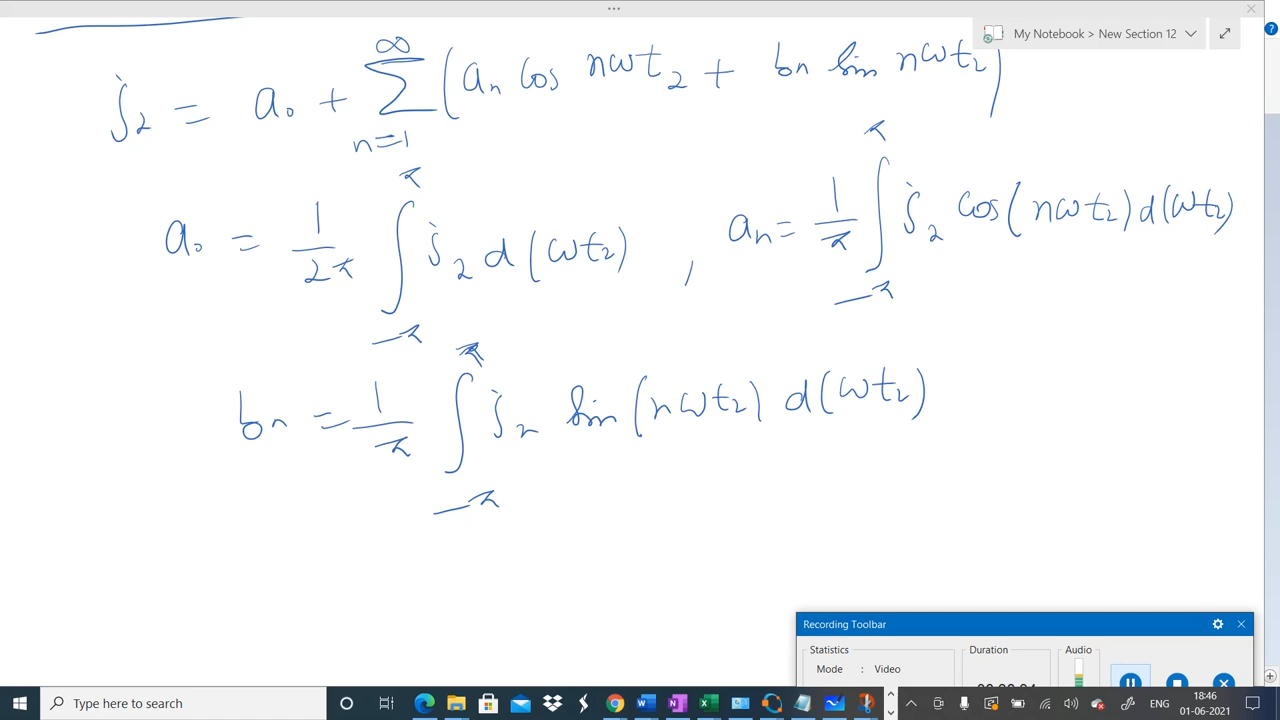 My Notebook > New Section 12
i₂ = a₀ + ∑_{n=1}^{∞} (aₙ cos nωt₂ + bₙ sin nωt₂)
a₀ = 1/2π ∫_{-π}^{π} i₂ d(ωt₂) , aₙ = 1/π ∫_{-π}^{π} i₂ cos(nωt₂) d(ωt₂)
bₙ = 1/π ∫_{-π}^{π} i₂ sin(nωt₂) d(ωt₂)
Recording Toolbar
Statistics Duration Audio
Mode : Video
Type here to search
ENG
18:46
01-06-2021